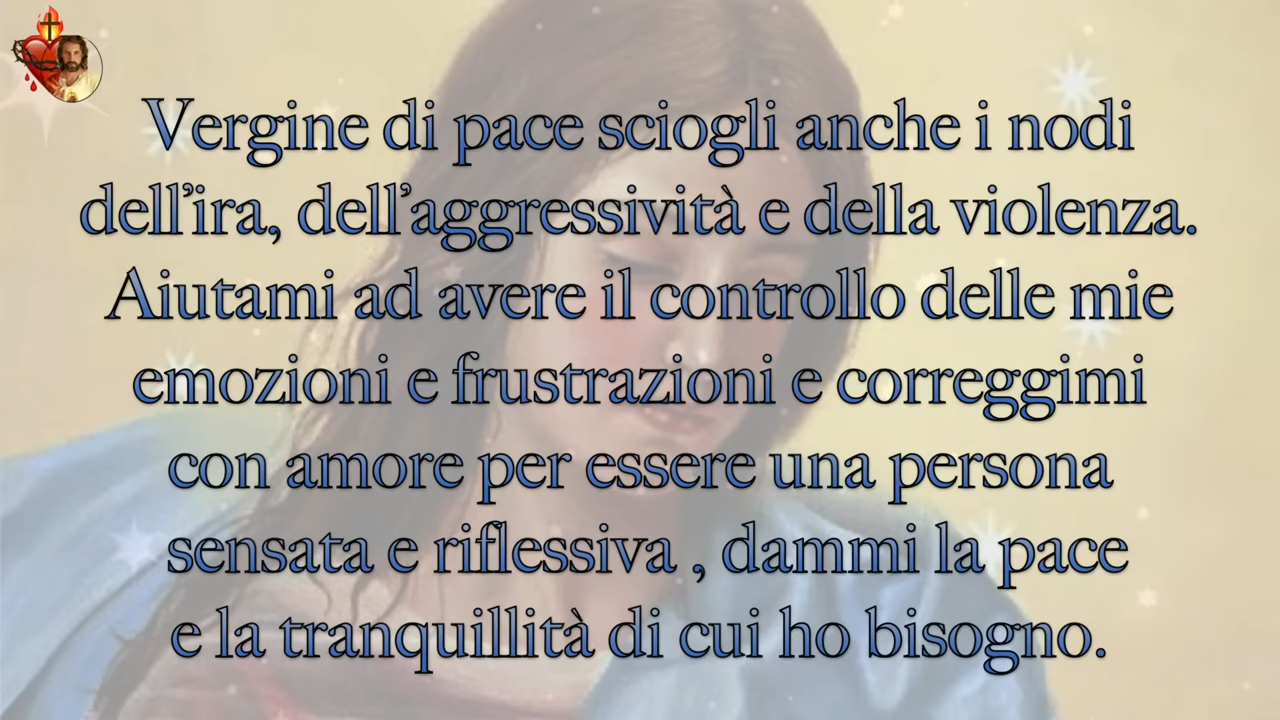 Vergine di pace sciogli anche i nodi
dell'ira, dell'aggressività e della violenza.
Aiutami ad avere il controllo delle mie
emozioni e frustrazioni e correggimi
con amore per essere una persona
sensata e riflessiva , dammi la pace
e la tranquillità di cui ho bisogno.